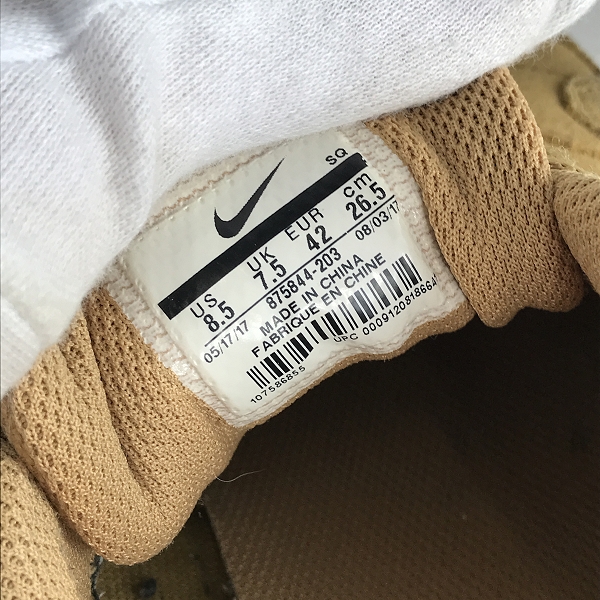 SQ
US UK EUR cm
8.5 7.5 42 26.5
05/17/17 875844-203 08/03/17
MADE IN CHINA
FABRIQUE EN CHINE
UPC 00091208186641
107586855